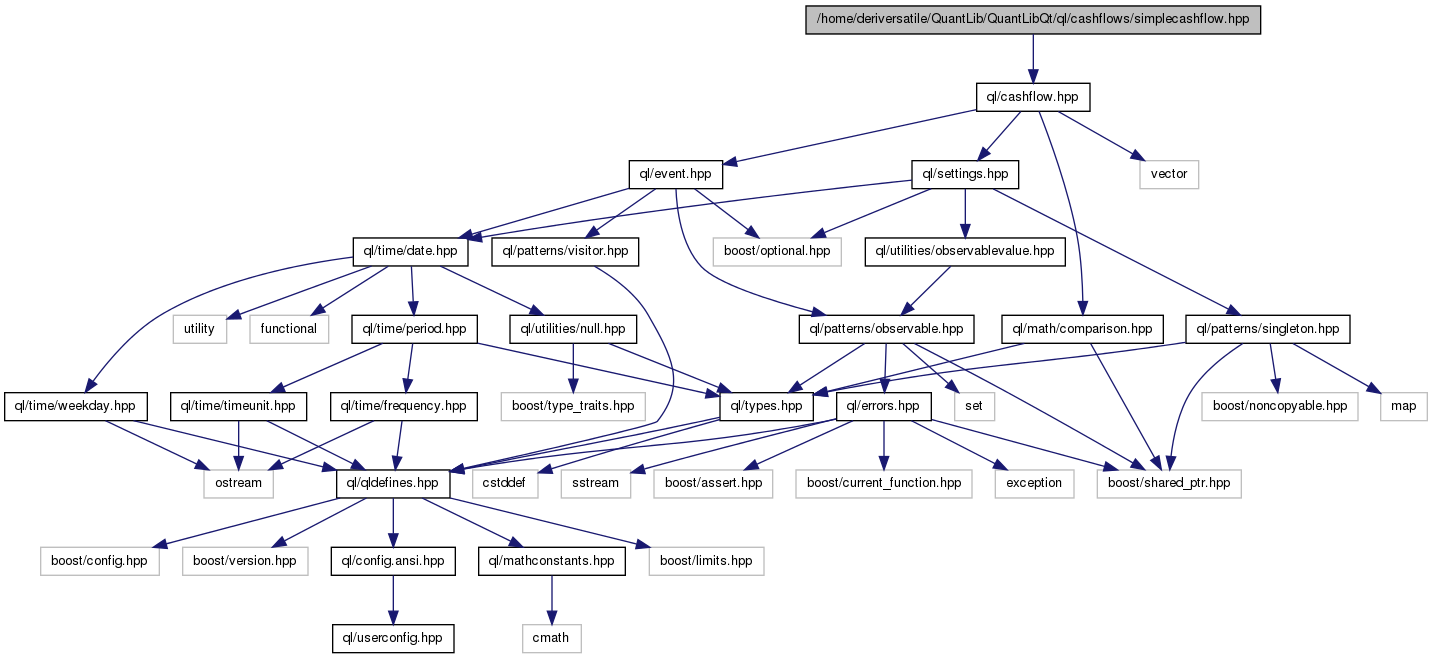 /home/deriversatile/QuantLib/QuantLibQt/ql/cashflows/simplecashflow.hpp
ql/cashflow.hpp
ql/event.hpp
ql/settings.hpp
vector
ql/time/date.hpp
ql/patterns/visitor.hpp
boost/optional.hpp
ql/utilities/observablevalue.hpp
utility
functional
ql/time/period.hpp
ql/utilities/null.hpp
ql/patterns/observable.hpp
ql/math/comparison.hpp
ql/patterns/singleton.hpp
ql/time/weekday.hpp
ql/time/timeunit.hpp
ql/time/frequency.hpp
boost/type_traits.hpp
ql/types.hpp
ql/errors.hpp
set
boost/noncopyable.hpp
map
ostream
ql/qldefines.hpp
cstddef
sstream
boost/assert.hpp
boost/current_function.hpp
exception
boost/shared_ptr.hpp
boost/config.hpp
boost/version.hpp
ql/config.ansi.hpp
ql/mathconstants.hpp
boost/limits.hpp
ql/userconfig.hpp
cmath